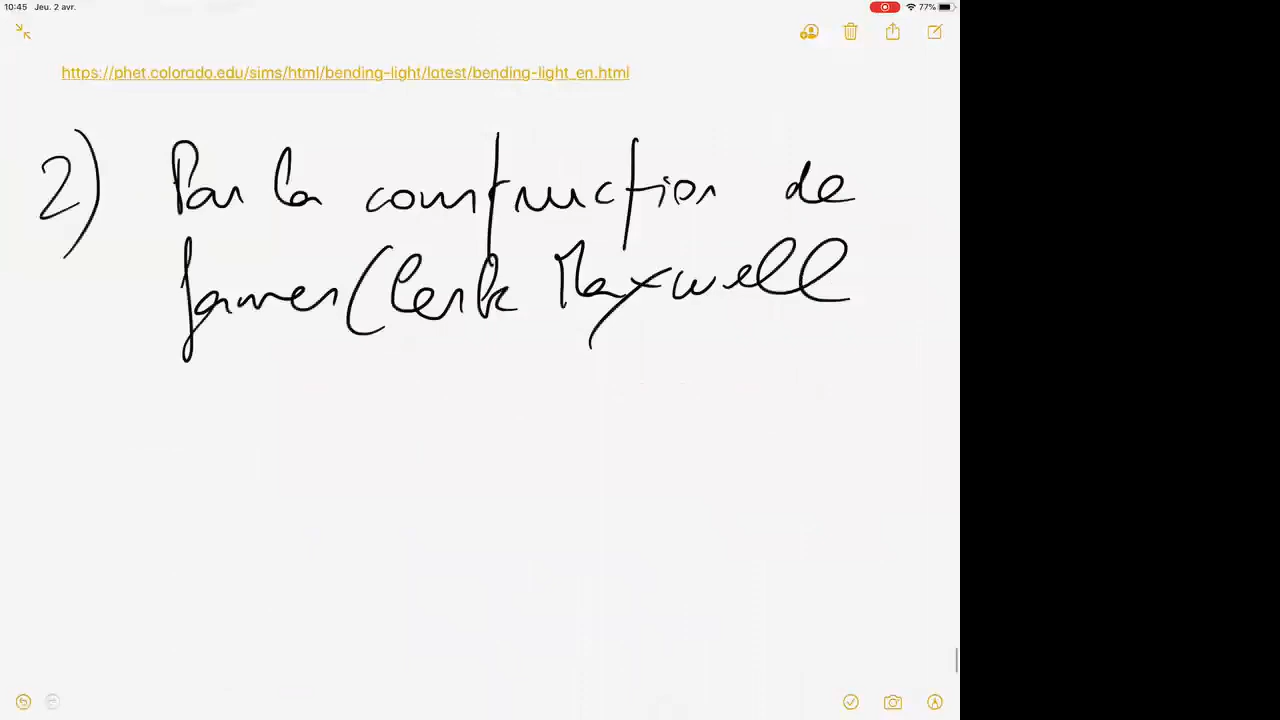 10:45 Jeu. 2 avr. 77%
https://phet.colorado.edu/sims/html/bending-light/latest/bending-light_en.html
2) Par la construction de
James Clerk Maxwell